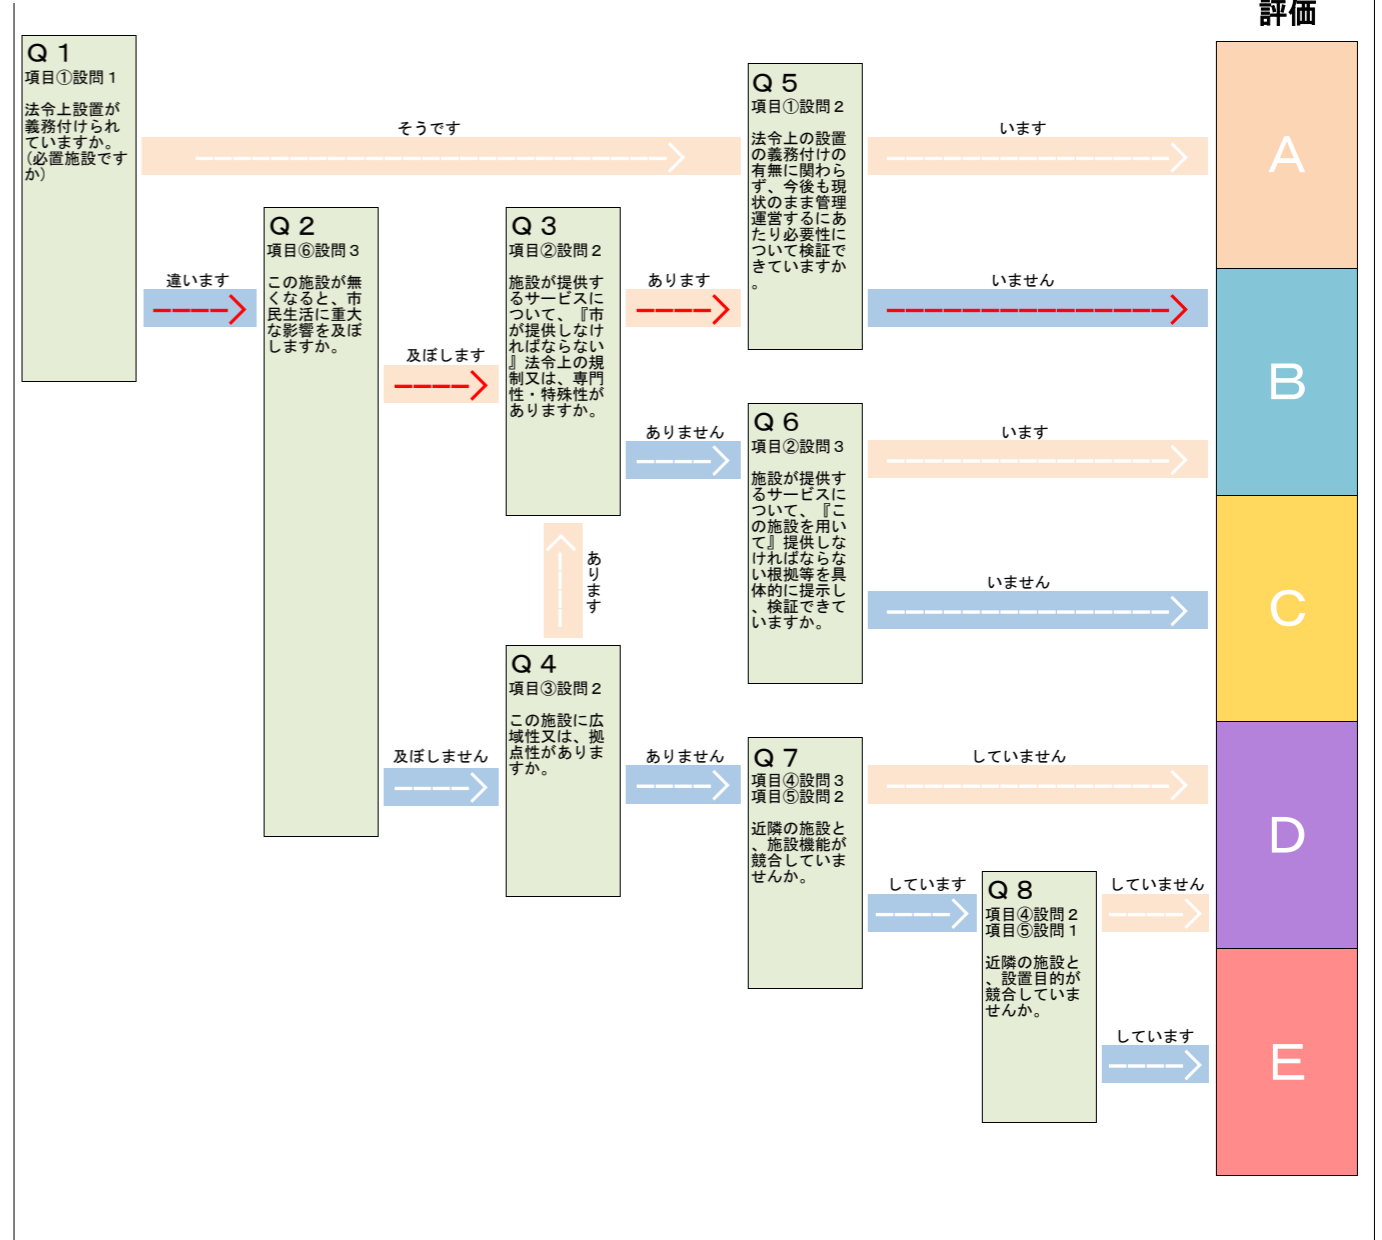 評価
Ｑ１
項目①設問１
法令上設置が
義務付けられ
ていますか。
（必置施設です
か）
そうです
違います
Ｑ２
項目⑥設問３
この施設が無
くなると、市
民生活に重大
な影響を及ぼ
しますか。
及ぼします
及ぼしません
Ｑ３
項目②設問２
施設が提供す
るサービスに
ついて、『市
が提供しなけ
ればならない
』法令上の規
制又は、専門
性・特殊性が
ありますか。
あります
ありません
あります
Ｑ４
項目③設問２
この施設に広
域性又は、拠
点性がありま
すか。
ありません
Ｑ５
項目①設問２
法令上の設置
の義務付けの
有無に関わら
ず、今後も現
状のまま管理
運営するにあ
たり必要性に
ついて検証で
きていますか
。
います
いません
Ｑ６
項目②設問３
施設が提供す
るサービスに
ついて、『こ
の施設を用い
て』提供しな
ければならな
い根拠等を具
体的に提示し
、検証できて
いますか。
います
いません
Ｑ７
項目④設問３
項目⑤設問２
近隣の施設と
、施設機能が
競合していま
せんか。
していません
しています
Ｑ８
項目④設問２
項目⑤設問１
近隣の施設と
、設置目的が
競合していま
せんか。
していません
しています
Ａ
Ｂ
Ｃ
Ｄ
Ｅ